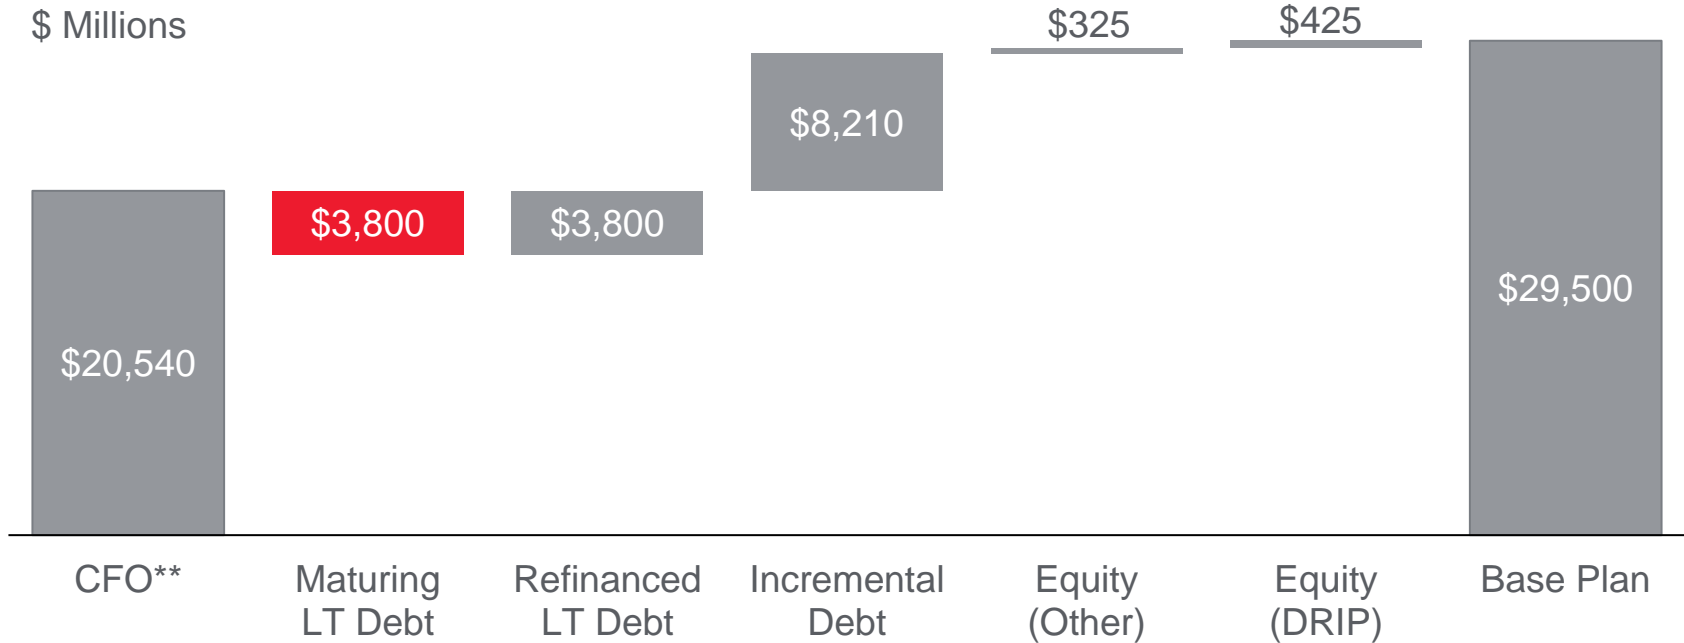 $ Millions
$325
$425
$8,210
$3,800
$3,800
$29,500
$20,540
CFO**
Maturing
LT Debt
Refinanced
LT Debt
Incremental
Debt
Equity
(Other)
Equity
(DRIP)
Base Plan